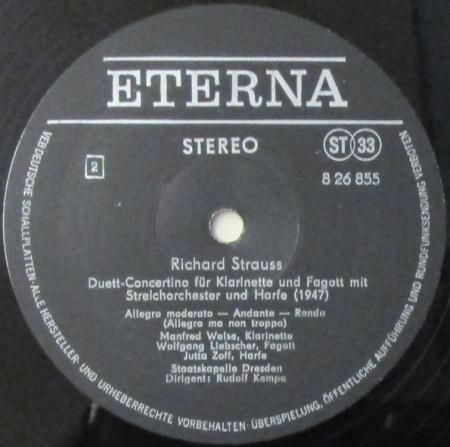 ETERNA
STEREO
ST 33
2
8 26 855
Richard Strauss
Duett-Concertino für Klarinette und Fagott mit
Streichorchester und Harfe (1947)
Allegro moderato — Andante — Rondo
(Allegro ma non troppo)
Manfred Weise, Klarinette
Wolfgang Liebscher, Fagott
Jutta Zoff, Harfe
Staatskapelle Dresden
Dirigent: Rudolf Kempe
VEB DEUTSCHE SCHALLPLATTEN · ALLE HERSTELLER- UND URHEBERRECHTE VORBEHALTEN · ÜBERSPIELUNG, ÖFFENTLICHE AUFFÜHRUNG UND RUNDFUNKSENDUNG VERBOTEN